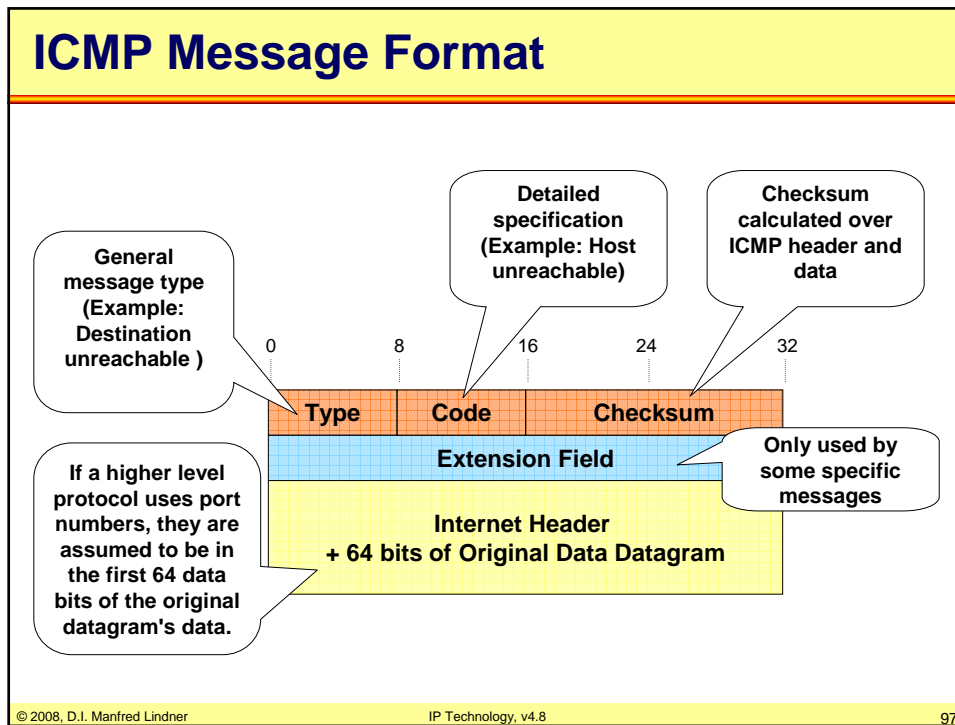 ICMP Message Format
Detailed
specification
(Example: Host
unreachable)
Checksum
calculated over
ICMP header and
data
General
message type
(Example:
Destination
unreachable )
0 8 16 24 32
Type Code Checksum
Extension Field
Only used by
some specific
messages
If a higher level
protocol uses port
numbers, they are
assumed to be in
the first 64 data
bits of the original
datagram's data.
Internet Header
+ 64 bits of Original Data Datagram
© 2008, D.I. Manfred Lindner
IP Technology, v4.8
97